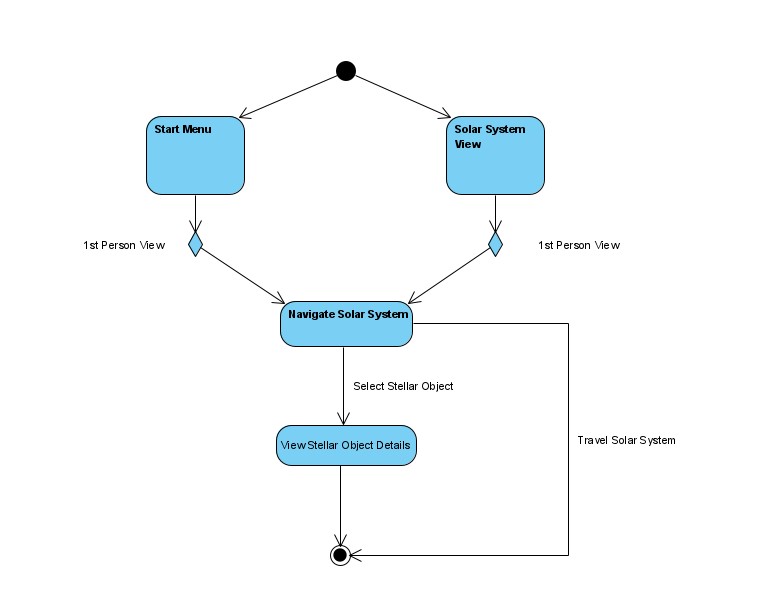 Start Menu
Solar System
View
1st Person View
1st Person View
Navigate Solar System
Select Stellar Object
Travel Solar System
View Stellar Object Details